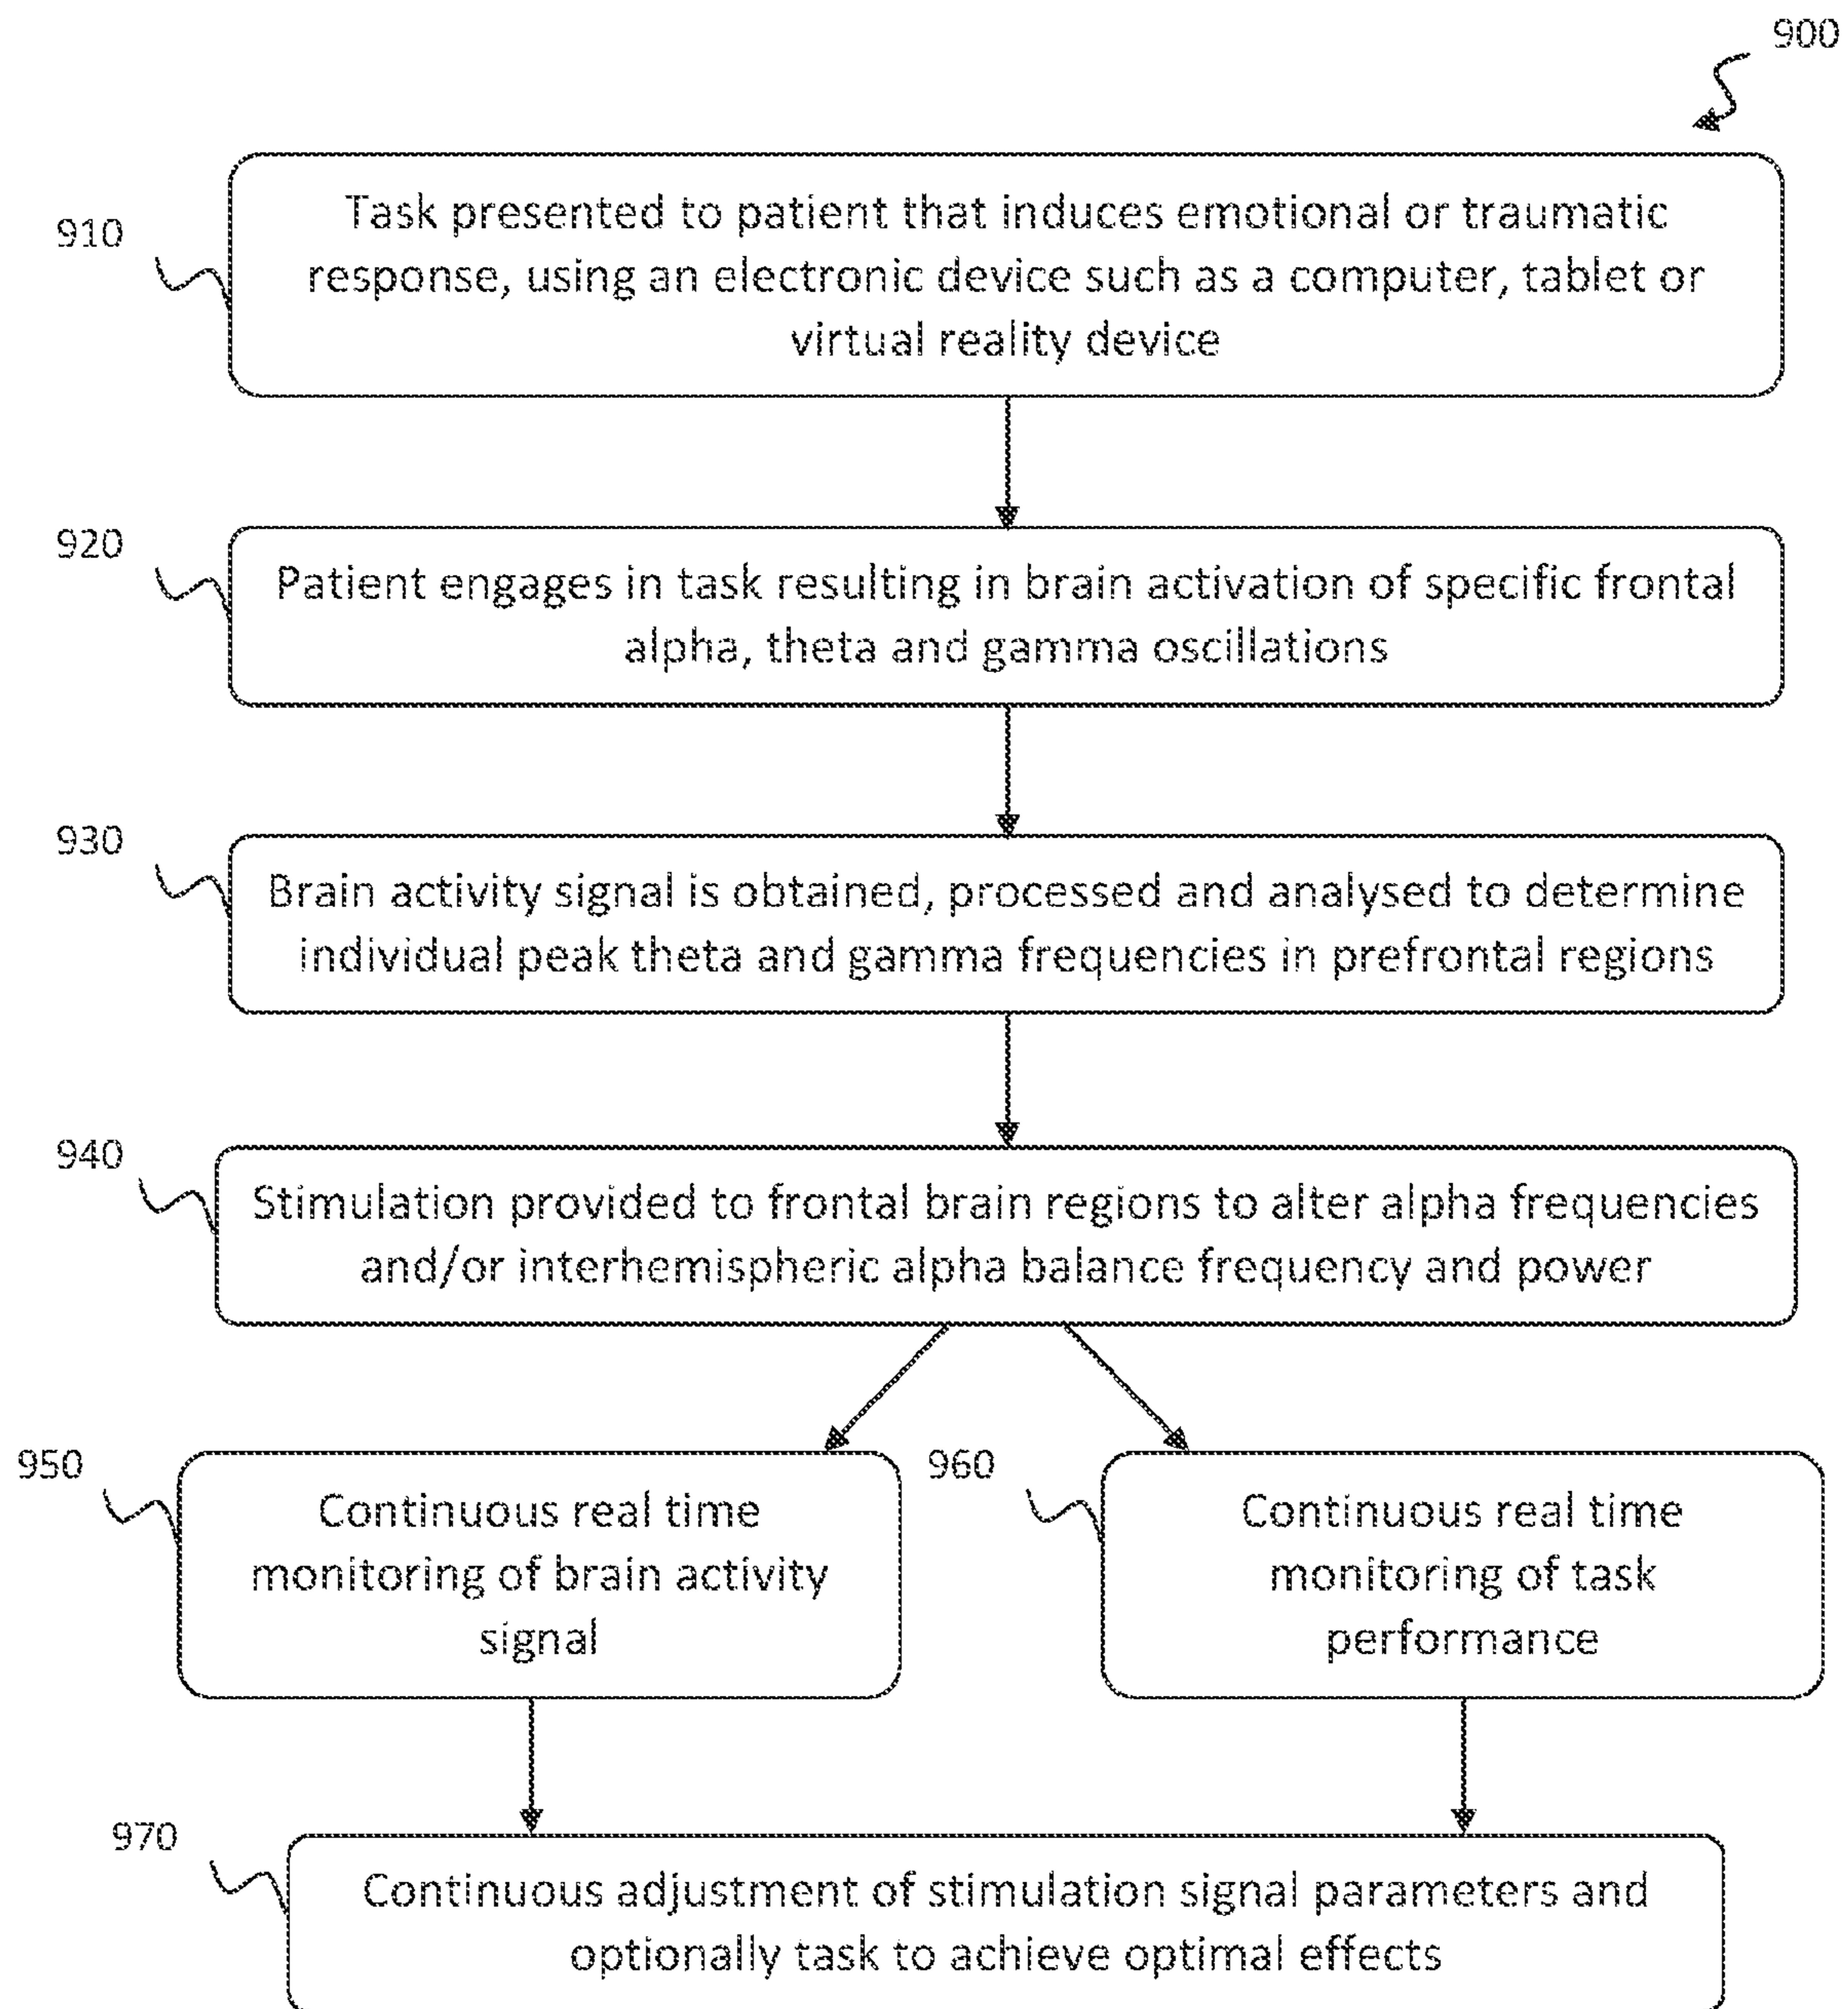 900
910
Task presented to patient that induces emotional or traumatic
response, using an electronic device such as a computer, tablet or
virtual reality device
920
Patient engages in task resulting in brain activation of specific frontal
alpha, theta and gamma oscillations
930
Brain activity signal is obtained, processed and analysed to determine
individual peak theta and gamma frequencies in prefrontal regions
940
Stimulation provided to frontal brain regions to alter alpha frequencies
and/or interhemispheric alpha balance frequency and power
950
Continuous real time
monitoring of brain activity
signal
960
Continuous real time
monitoring of task
performance
970
Continuous adjustment of stimulation signal parameters and
optionally task to achieve optimal effects